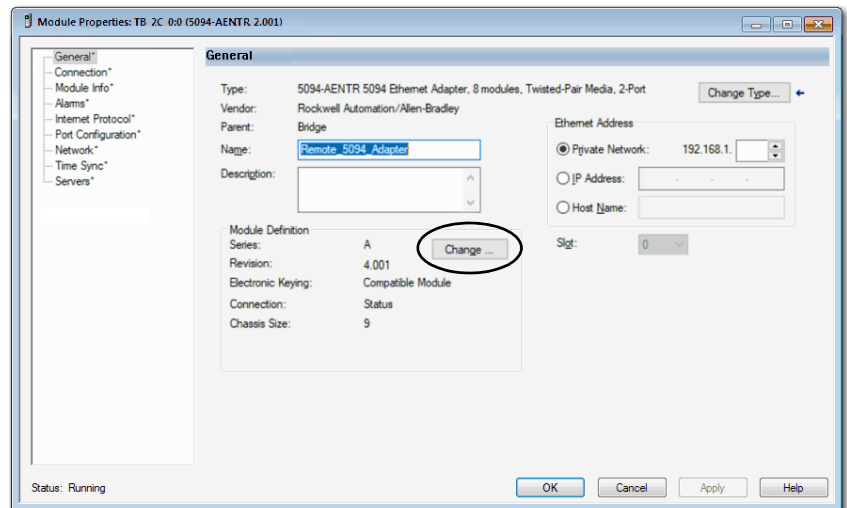 Module Properties: TB_2C_0:0 (5094-AENTR 2.001)
General*
Connection*
Module Info*
Alarms*
Internet Protocol*
Port Configuration*
Network*
Time Sync*
Servers*
General
Type: 5094-AENTR 5094 Ethernet Adapter, 8 modules, Twisted-Pair Media, 2-Port
Change Type...
Vendor: Rockwell Automation/Allen-Bradley
Parent: Bridge
Name: Remote_5094_Adapter
Description:
Ethernet Address
Private Network: 192.168.1.
IP Address: . . .
Host Name:
Module Definition
Series: A
Change ...
Revision: 4.001
Electronic Keying: Compatible Module
Connection: Status
Chassis Size: 9
Slot: 0
Status: Running
OK Cancel Apply Help